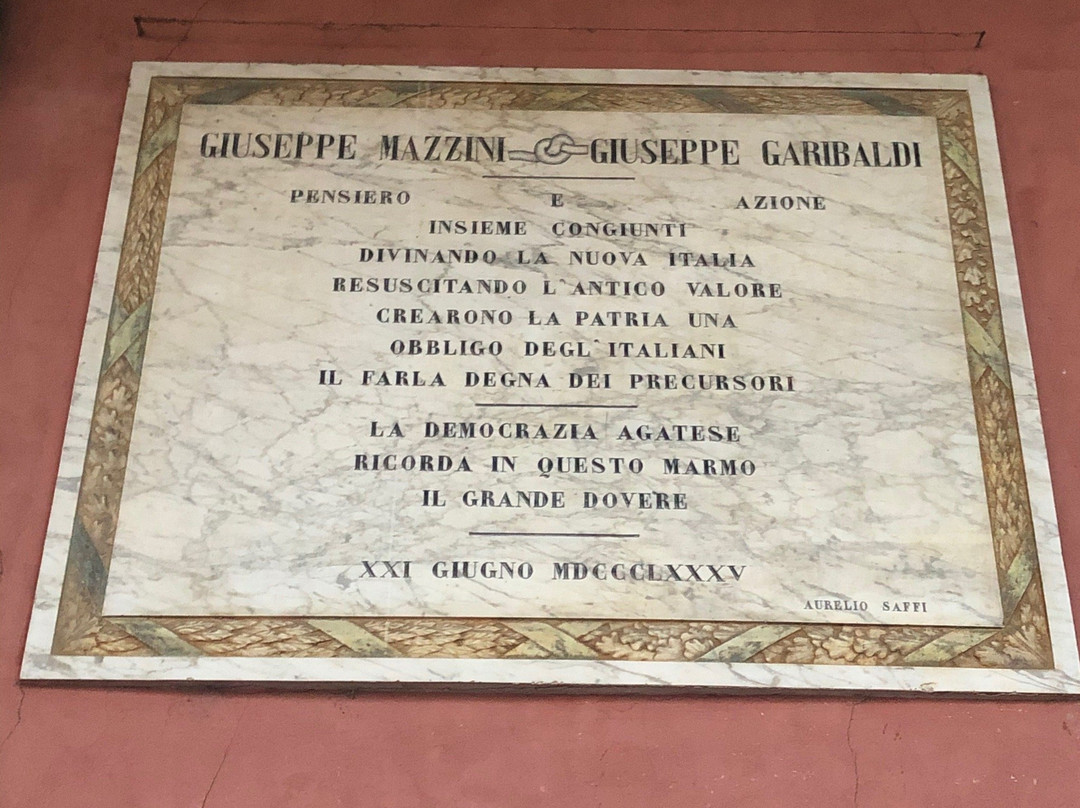 GIUSEPPE MAZZINI GIUSEPPE GARIBALDI
PENSIERO E AZIONE
INSIEME CONGIUNTI
DIVINANDO LA NUOVA ITALIA
RESUSCITANDO L'ANTICO VALORE
CREARONO LA PATRIA UNA
OBBLIGO DEGL'ITALIANI
IL FARLA DEGNA DEI PRECURSORI
LA DEMOCRAZIA AGATESE
RICORDA IN QUESTO MARMO
IL GRANDE DOVERE
XXI GIUGNO MDCCCLXXXV
AURELIO SAFFI